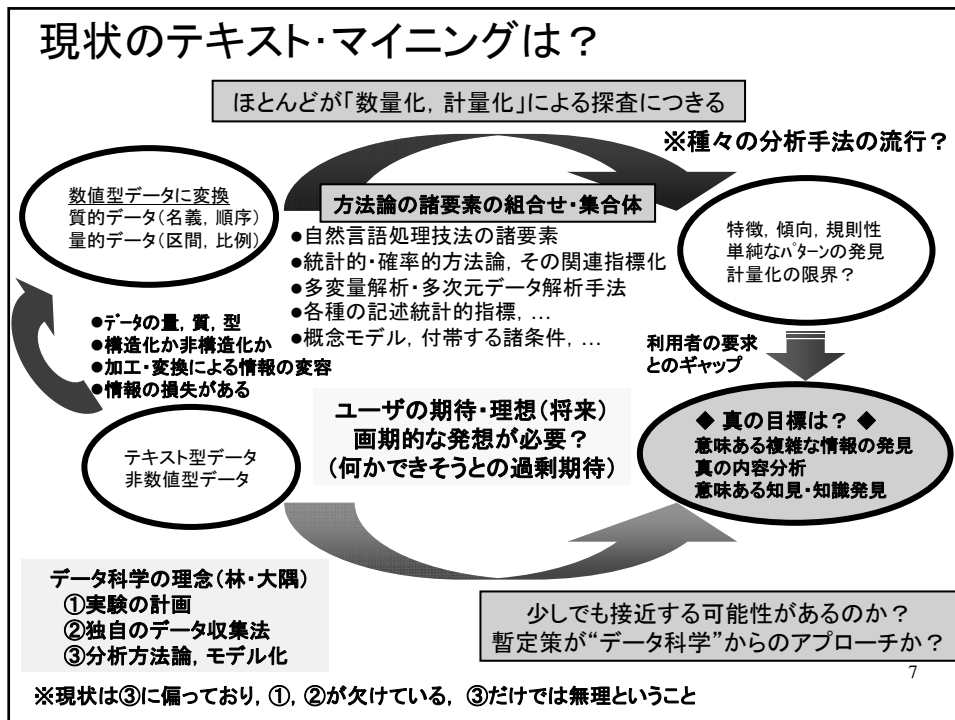 現状のテキスト・マイニングは？
ほとんどが「数量化，計量化」による探査につきる
※種々の分析手法の流行？
数値型データに変換
質的データ（名義，順序）
量的データ（区間，比例）
方法論の諸要素の組合せ・集合体
●自然言語処理技法の諸要素
●統計的・確率的方法論，その関連指標化
●多変量解析・多次元データ解析手法
●各種の記述統計的指標，…
●概念モデル，付帯する諸条件，…
特徴，傾向，規則性
単純なﾊﾟﾀｰﾝの発見
計量化の限界？
●ﾃﾞｰﾀの量，質，型
●構造化か非構造化か
●加工・変換による情報の変容
●情報の損失がある
利用者の要求
とのギャップ
ユーザの期待・理想（将来）
画期的な発想が必要？
（何かできそうとの過剰期待）
◆ 真の目標は？ ◆
意味ある複雑な情報の発見
真の内容分析
意味ある知見・知識発見
テキスト型データ
非数値型データ
データ科学の理念（林・大隅）
①実験の計画
②独自のデータ収集法
③分析方法論，モデル化
少しでも接近する可能性があるのか？
暫定策が“データ科学”からのアプローチか？
7
※現状は③に偏っており，①，②が欠けている，③だけでは無理ということ